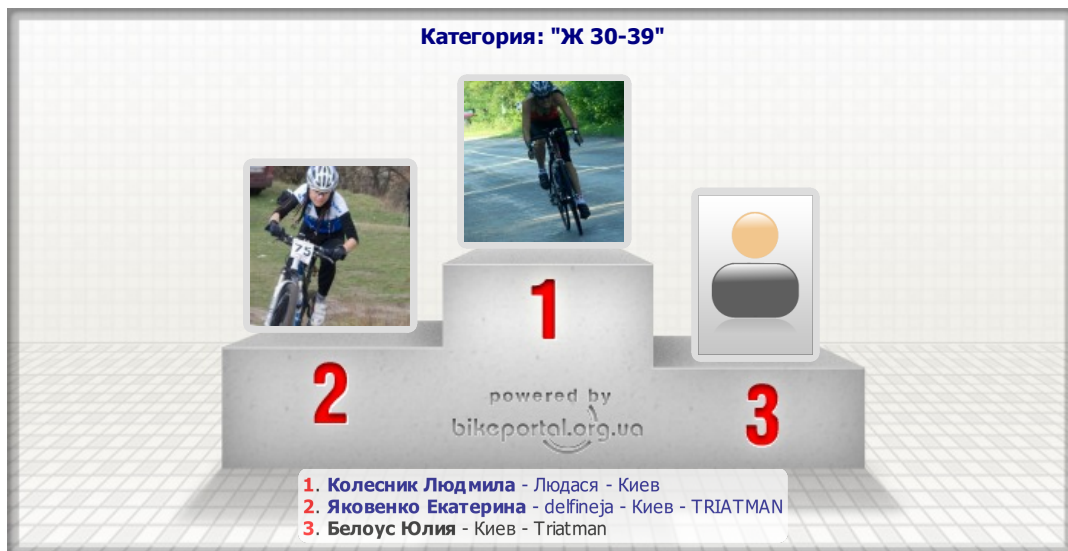 Категория: "Ж 30-39"
75
1
2
3
powered by
bikeportal.org.ua
1. Колесник Людмила - Людася - Киев
2. Яковенко Екатерина - delfineja - Киев - TRIATMAN
3. Белоус Юлия - Киев - Triatman